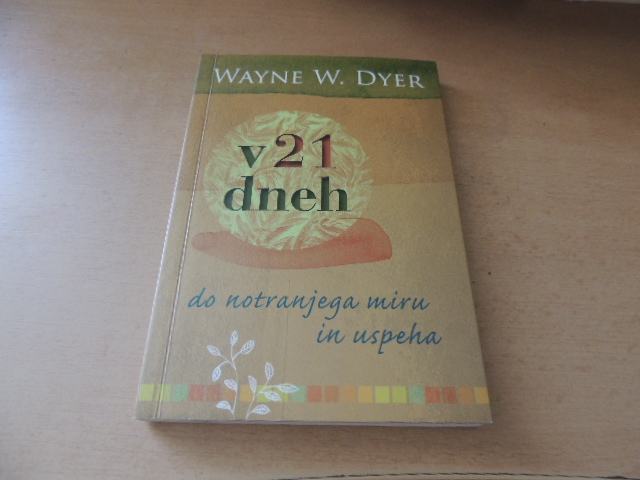 WAYNE W. DYER
v 21
dneh
do notranjega miru
in uspeha